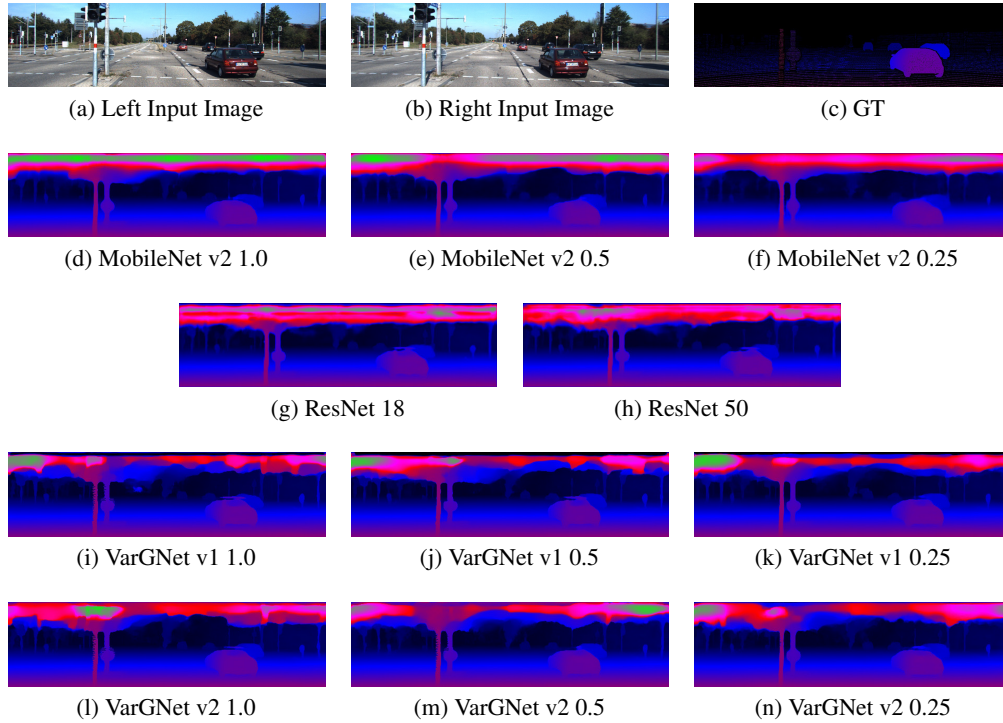 (a) Left Input Image
(b) Right Input Image
(c) GT
(d) MobileNet v2 1.0
(e) MobileNet v2 0.5
(f) MobileNet v2 0.25
(g) ResNet 18
(h) ResNet 50
(i) VarGNet v1 1.0
(j) VarGNet v1 0.5
(k) VarGNet v1 0.25
(l) VarGNet v2 1.0
(m) VarGNet v2 0.5
(n) VarGNet v2 0.25